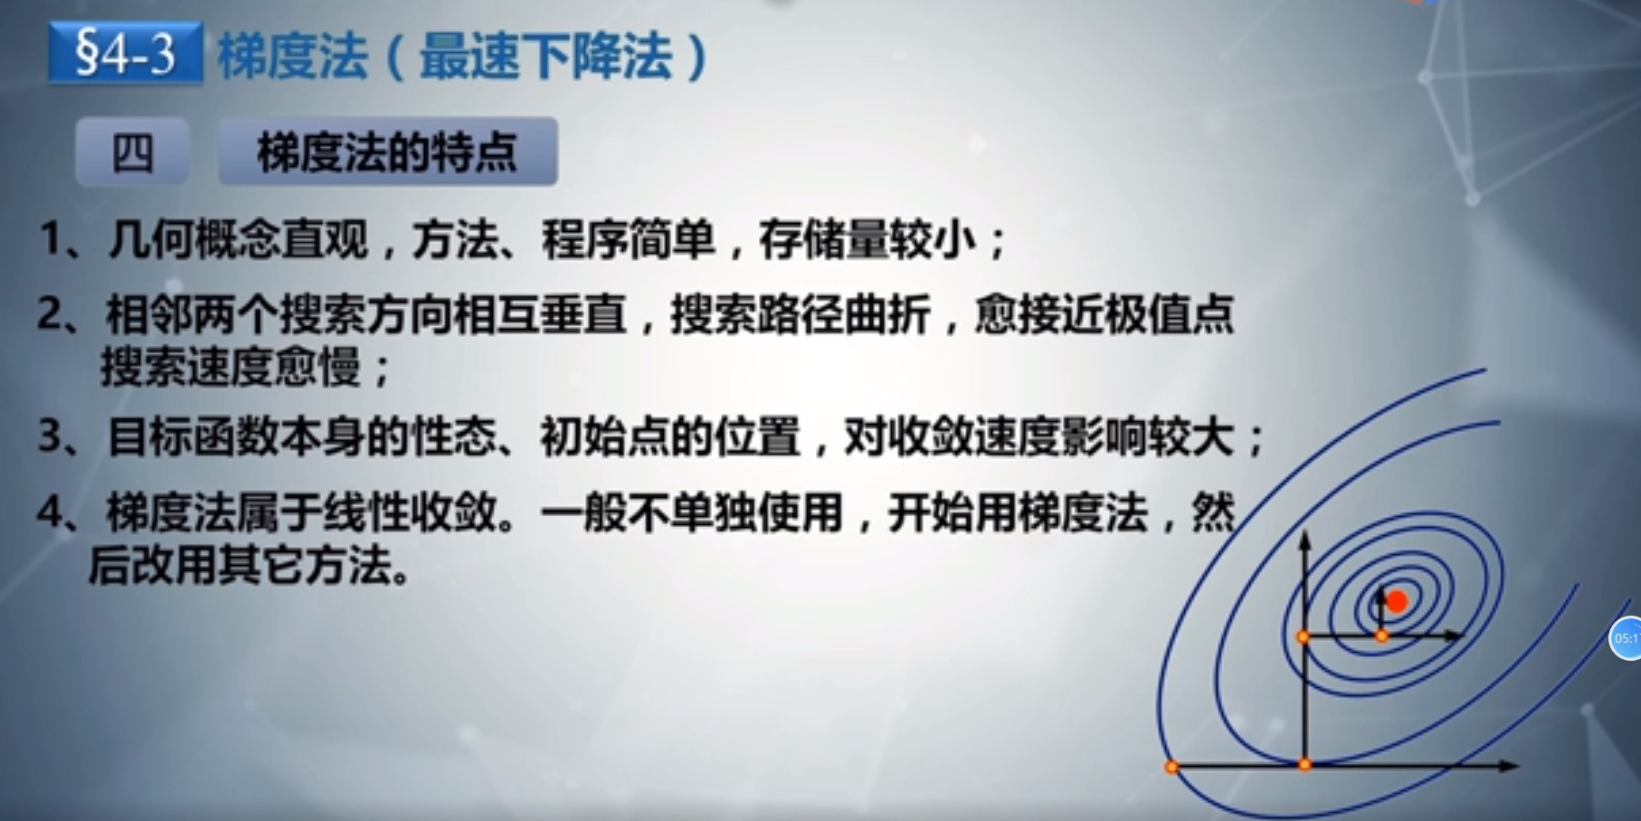 §4-3 梯度法（最速下降法）
四 梯度法的特点
1、几何概念直观，方法、程序简单，存储量较小；
2、相邻两个搜索方向相互垂直，搜索路径曲折，愈接近极值点
搜索速度愈慢；
3、目标函数本身的性态、初始点的位置，对收敛速度影响较大；
4、梯度法属于线性收敛。一般不单独使用，开始用梯度法，然
后改用其它方法。